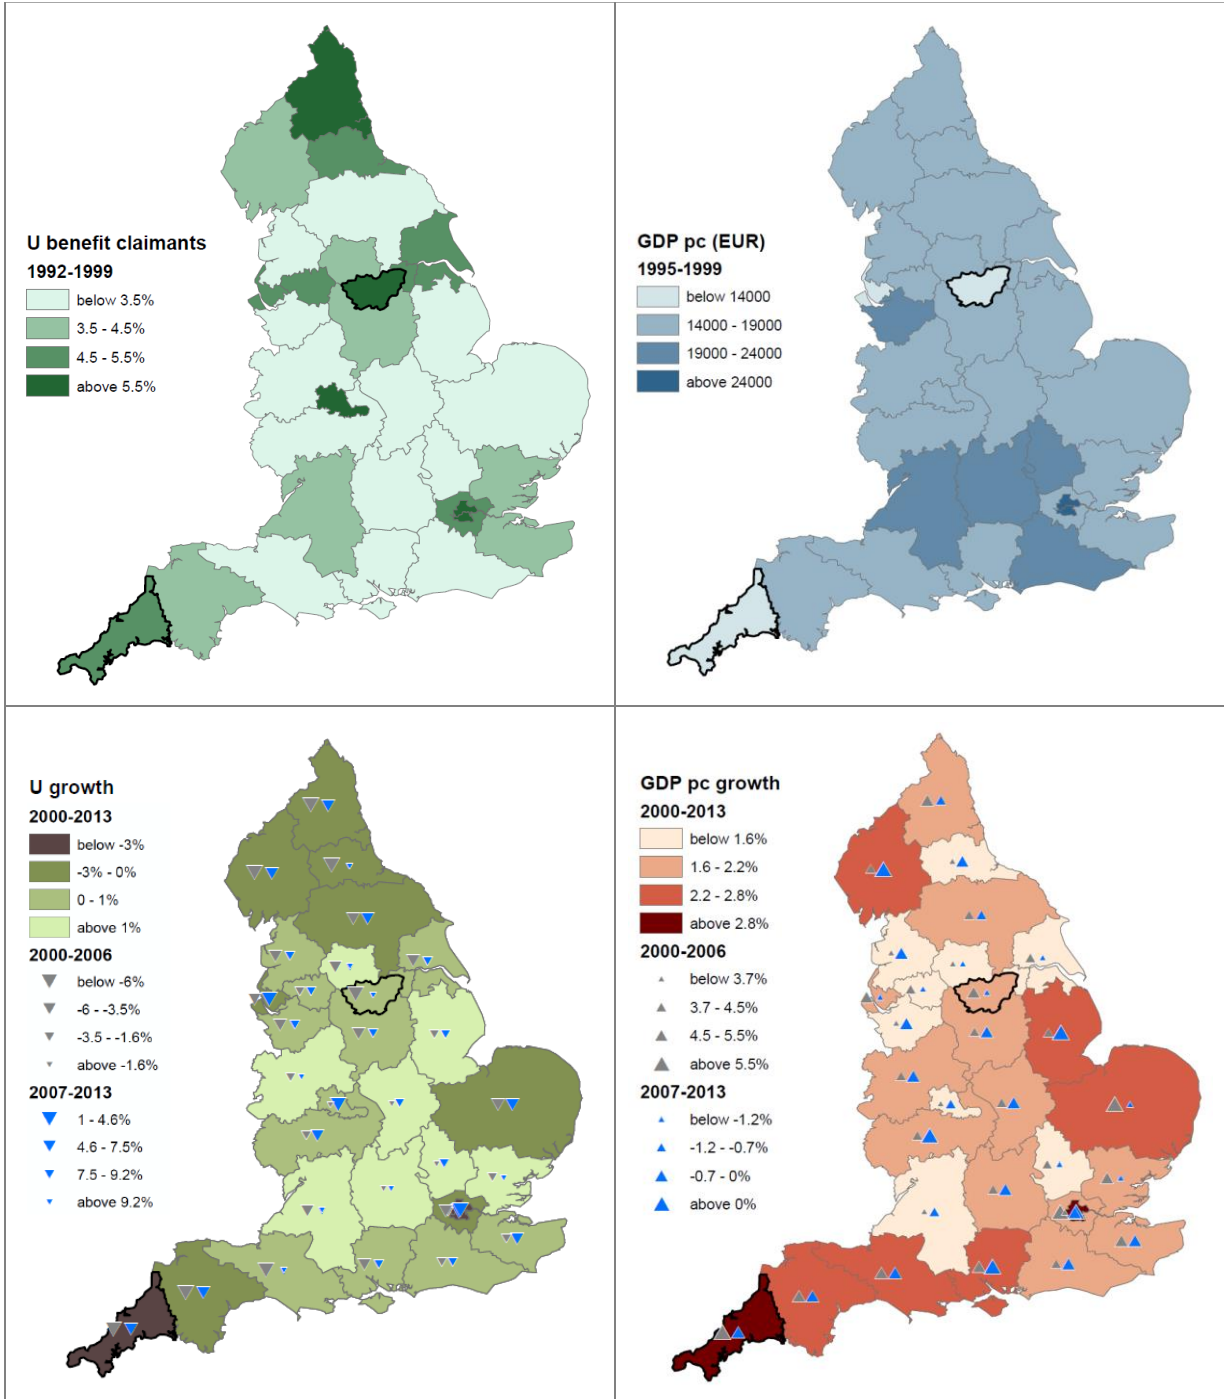 U benefit claimants
1992-1999
below 3.5%
3.5 - 4.5%
4.5 - 5.5%
above 5.5%
GDP pc (EUR)
1995-1999
below 14000
14000 - 19000
19000 - 24000
above 24000
U growth
2000-2013
below -3%
-3% - 0%
0 - 1%
above 1%
2000-2006
below -6%
-6 - -3.5%
-3.5 - -1.6%
above -1.6%
2007-2013
1 - 4.6%
4.6 - 7.5%
7.5 - 9.2%
above 9.2%
GDP pc growth
2000-2013
below 1.6%
1.6 - 2.2%
2.2 - 2.8%
above 2.8%
2000-2006
below 3.7%
3.7 - 4.5%
4.5 - 5.5%
above 5.5%
2007-2013
below -1.2%
-1.2 - -0.7%
-0.7 - 0%
above 0%